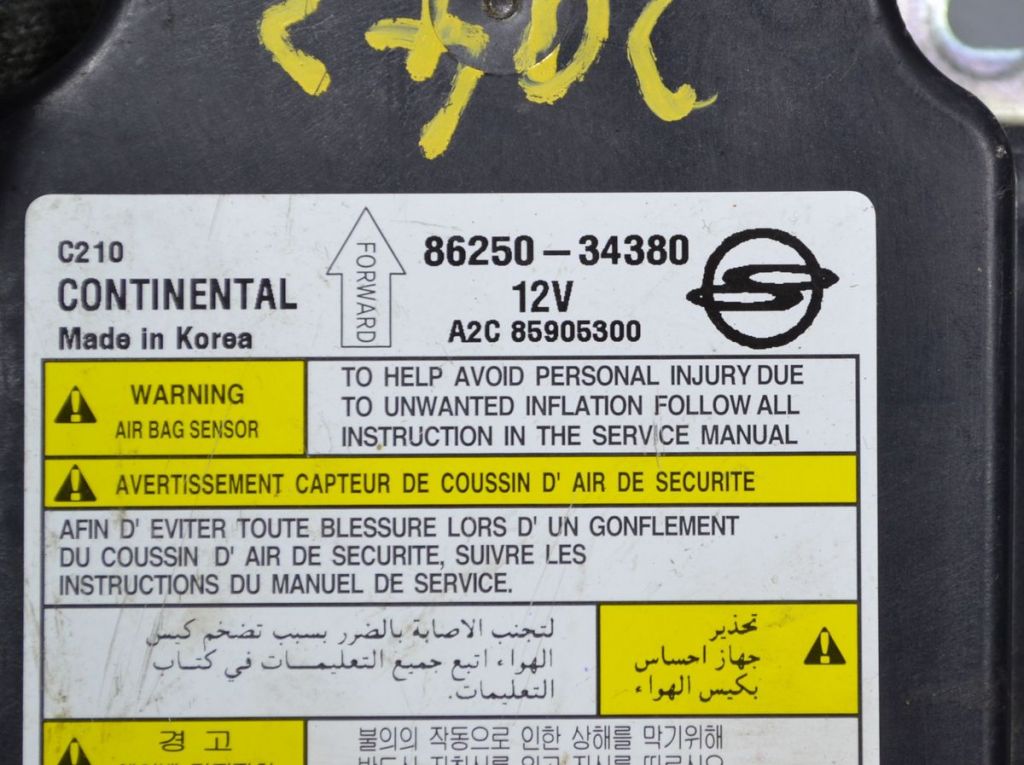 C210
CONTINENTAL
Made in Korea
FORWARD
86250-34380
12V
A2C 85905300
WARNING
AIR BAG SENSOR
TO HELP AVOID PERSONAL INJURY DUE
TO UNWANTED INFLATION FOLLOW ALL
INSTRUCTION IN THE SERVICE MANUAL
AVERTISSEMENT CAPTEUR DE COUSSIN D' AIR DE SECURITE
AFIN D' EVITER TOUTE BLESSURE LORS D' UN GONFLEMENT
DU COUSSIN D' AIR DE SECURITE, SUIVRE LES
INSTRUCTIONS DU MANUEL DE SERVICE.
تحذير
جهاز احساس
بكيس الهواء
لتجنب الاصابة بالضرر بسبب تضخم كيس
الهواء اتبع جميع التعليمات في كتاب
التعليمات.
경 고
불의의 작동으로 인한 상해를 막기위해